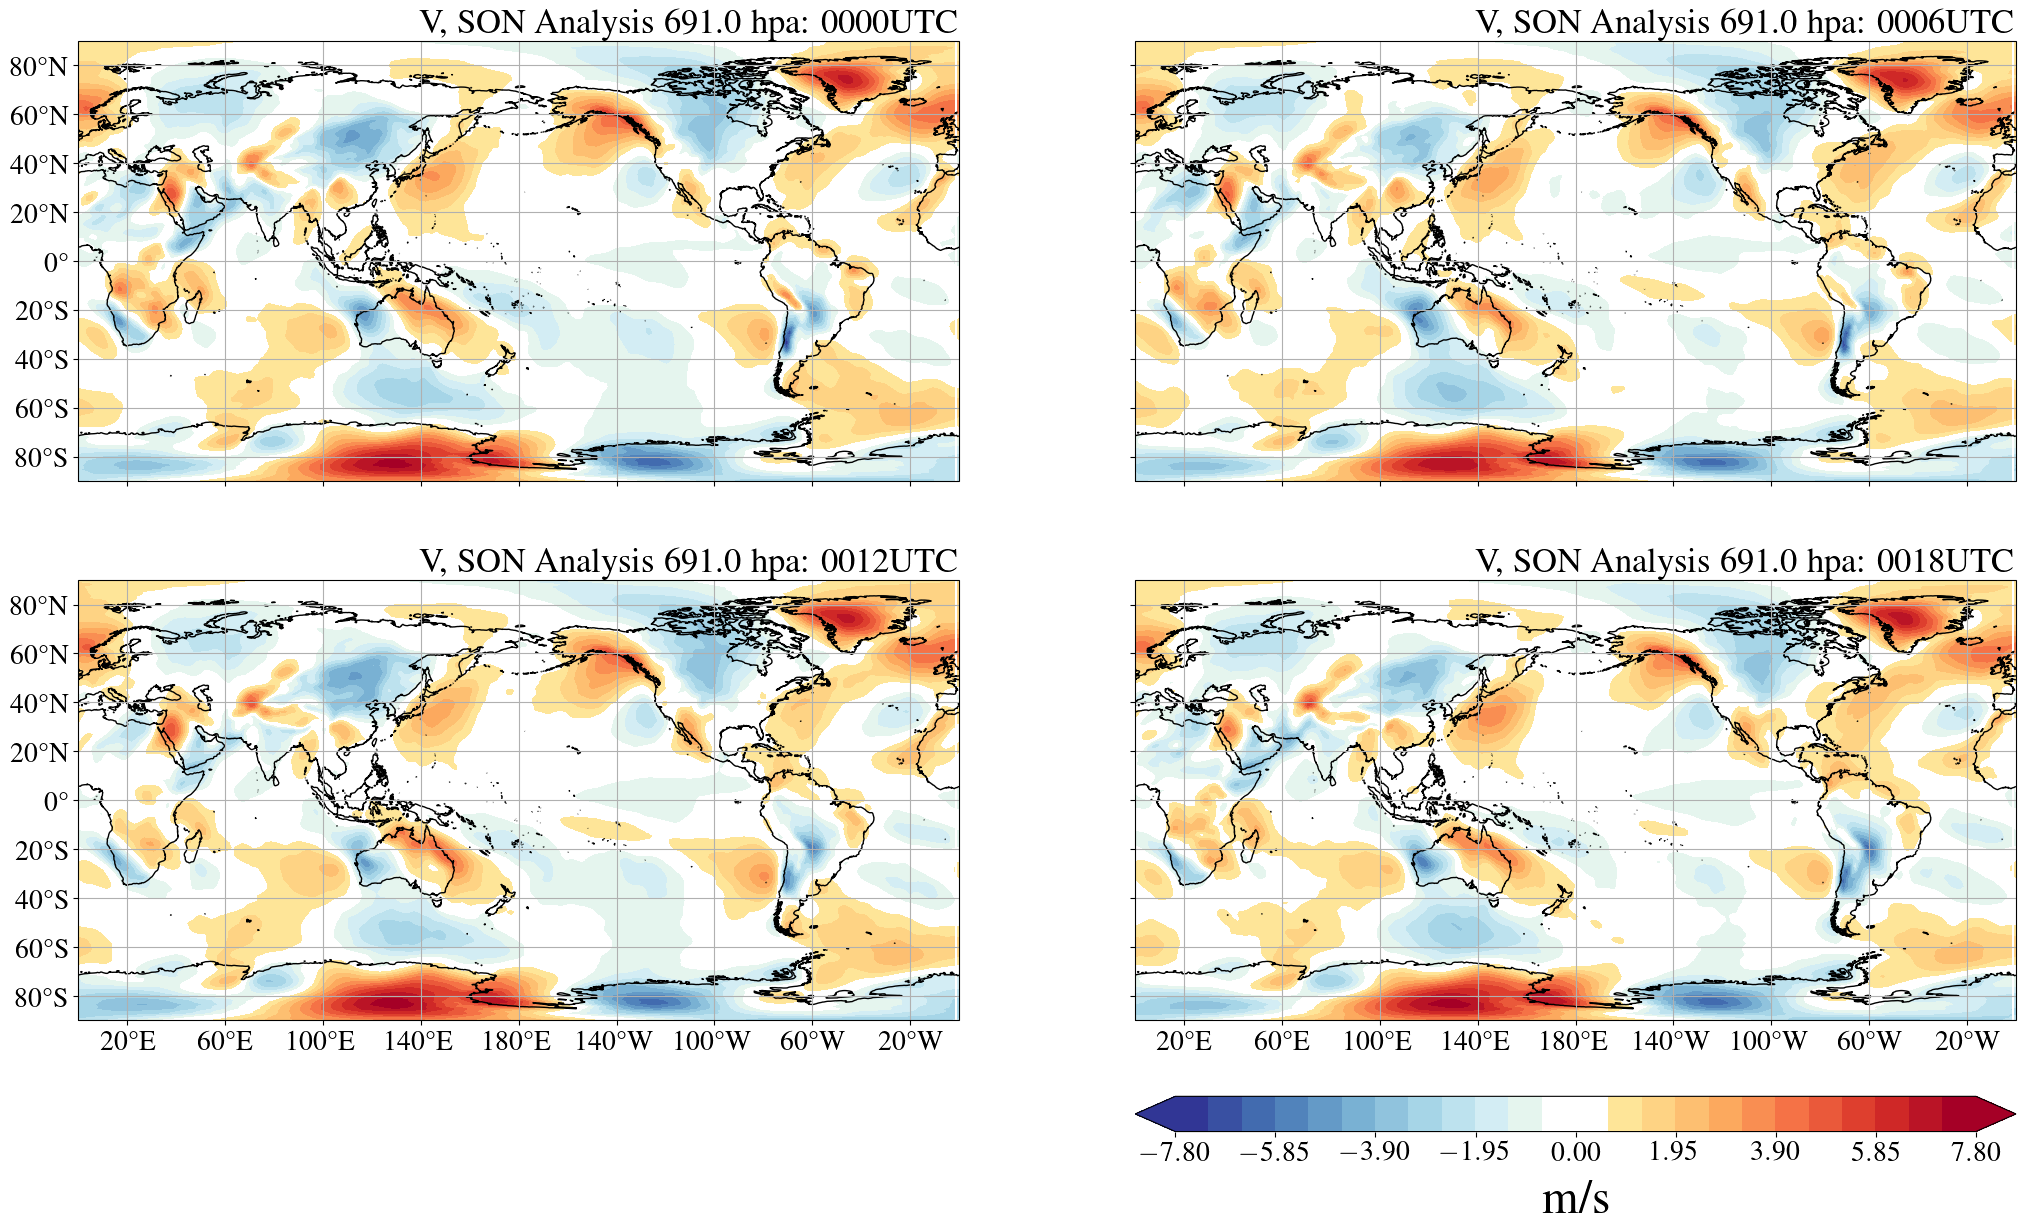 V, SON Analysis 691.0 hpa: 0000UTC
V, SON Analysis 691.0 hpa: 0006UTC
80°N
60°N
40°N
20°N
0°
20°S
40°S
60°S
80°S
V, SON Analysis 691.0 hpa: 0012UTC
V, SON Analysis 691.0 hpa: 0018UTC
80°N
60°N
40°N
20°N
0°
20°S
40°S
60°S
80°S
20°E 60°E 100°E 140°E 180°E 140°W 100°W 60°W 20°W
20°E 60°E 100°E 140°E 180°E 140°W 100°W 60°W 20°W
−7.80 −5.85 −3.90 −1.95 0.00 1.95 3.90 5.85 7.80
m/s